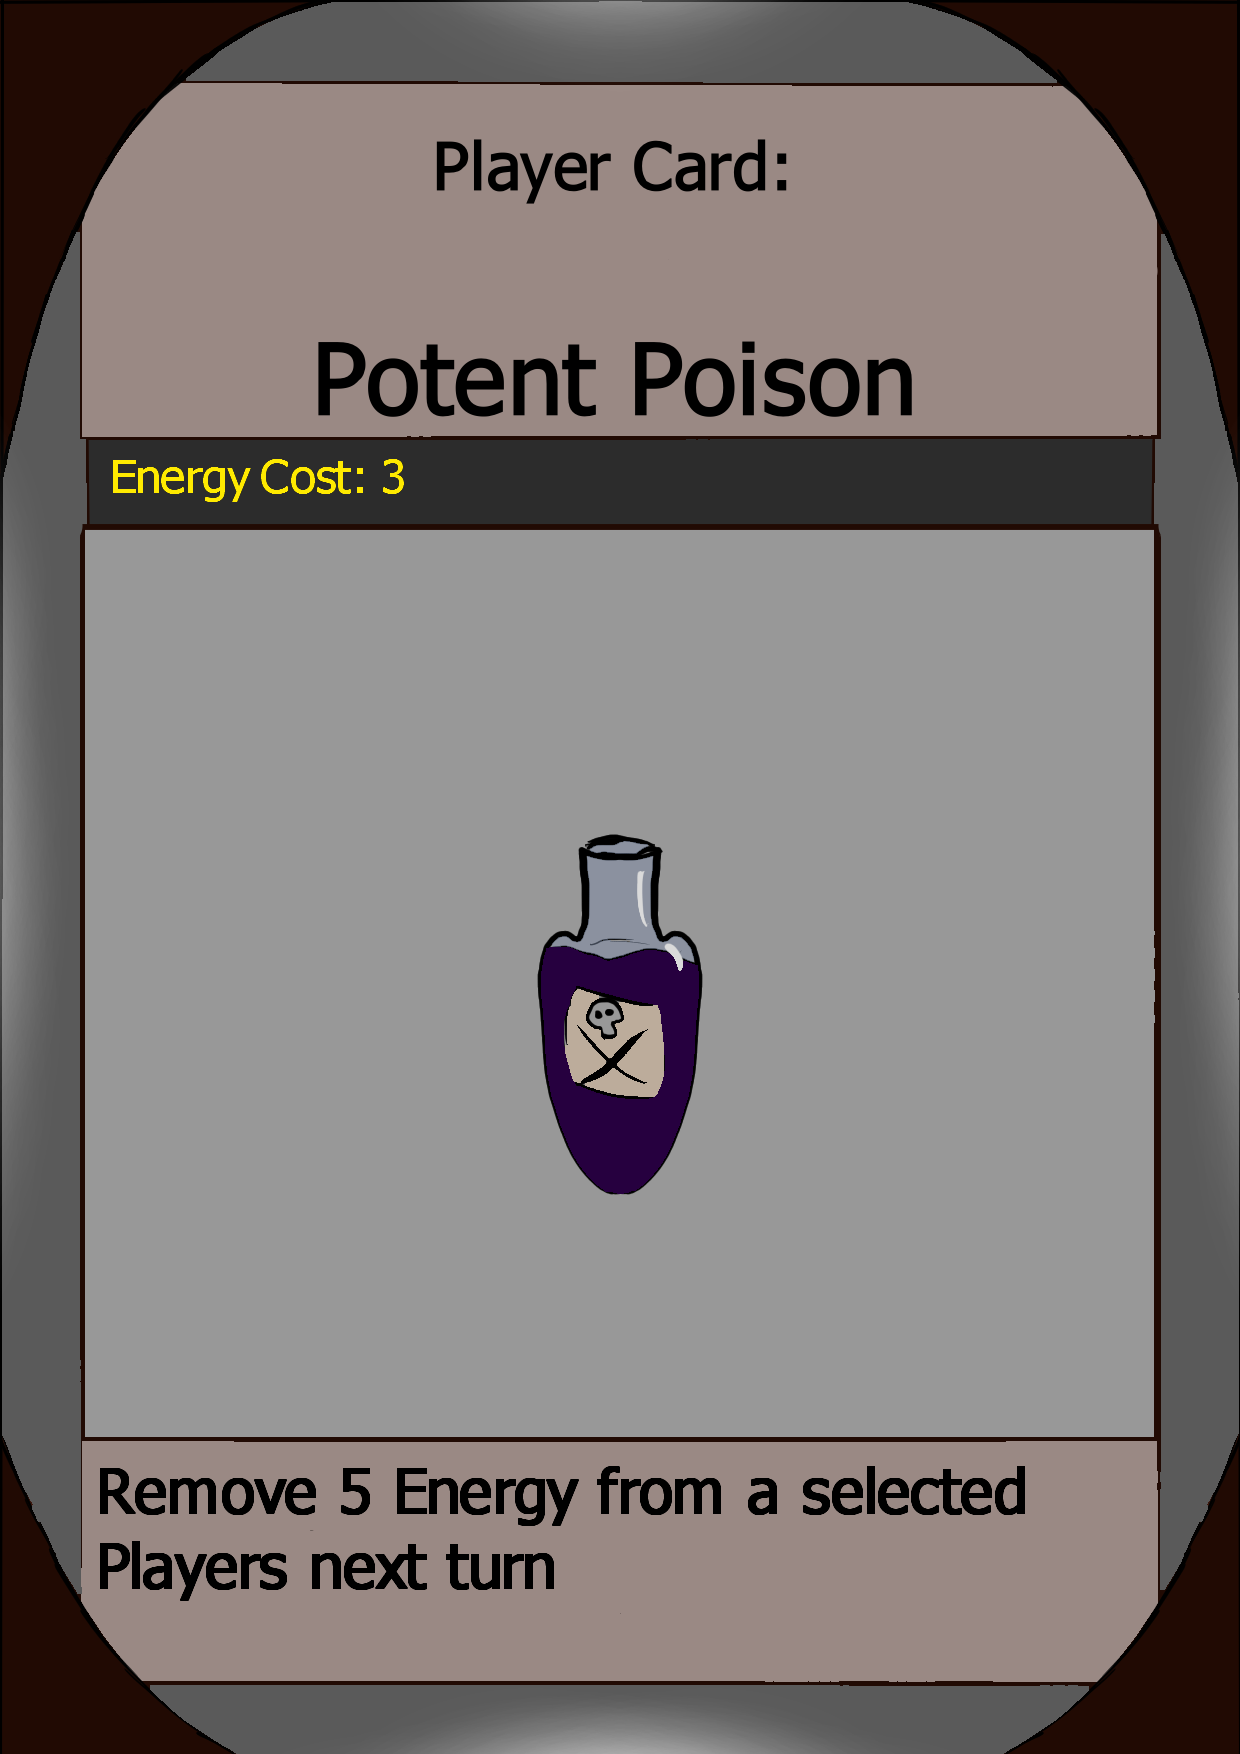 Player Card:
Potent Poison
Energy Cost: 3
Remove 5 Energy from a selected
Players next turn